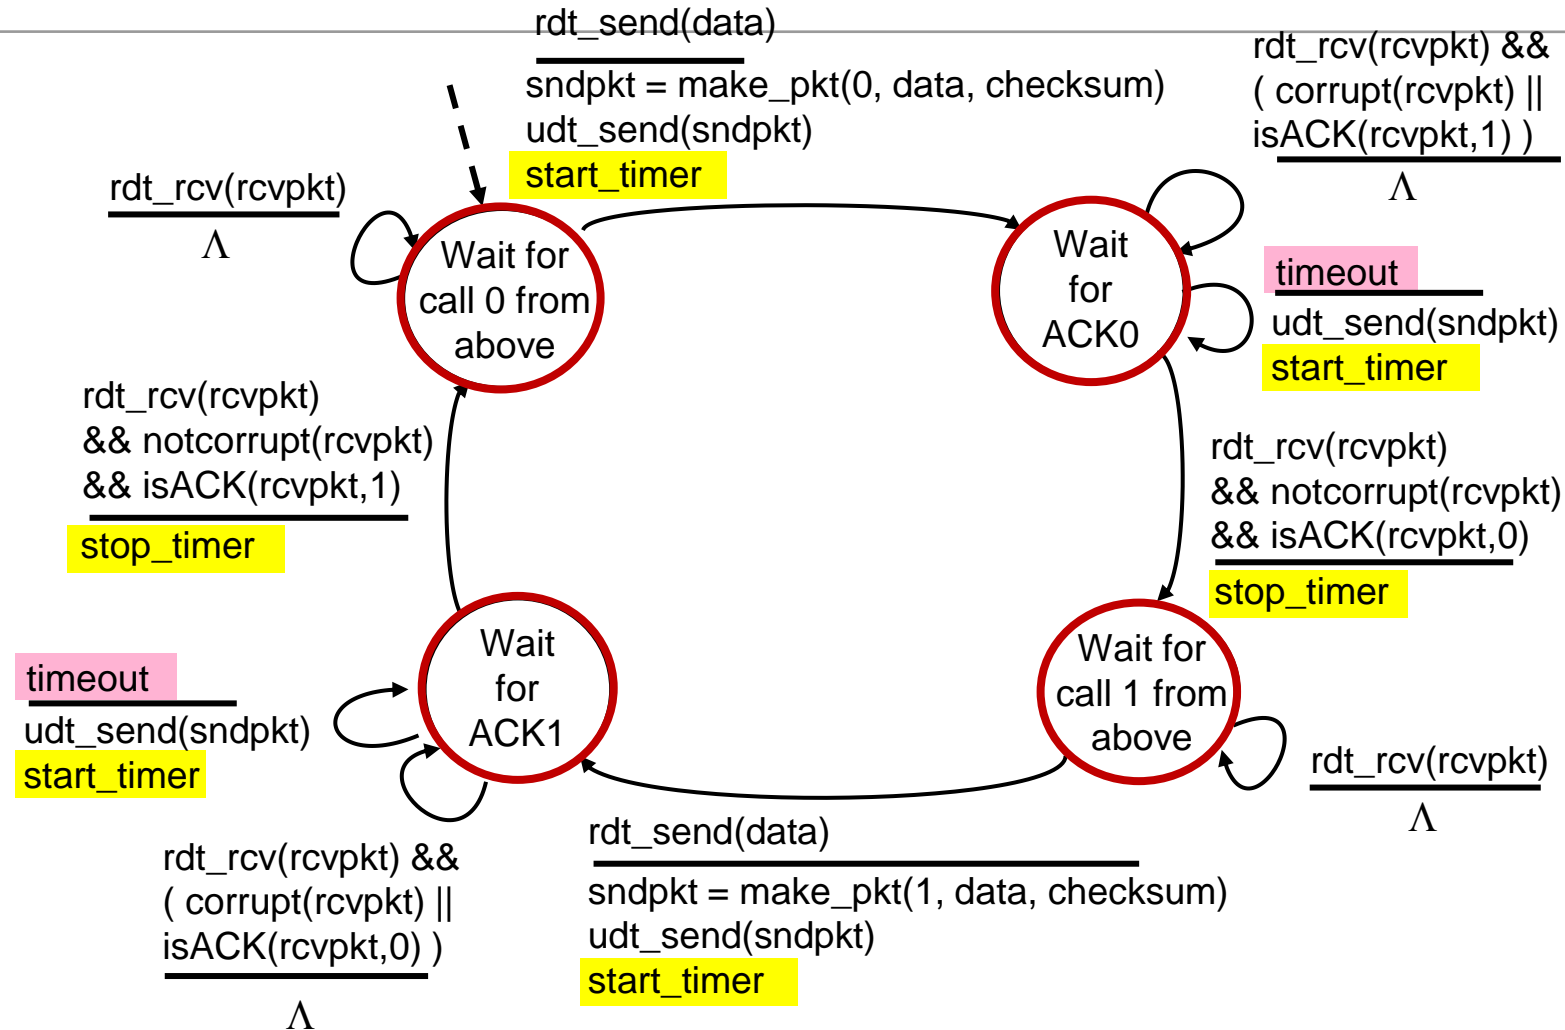 rdt_send(data)
sndpkt = make_pkt(0, data, checksum)
udt_send(sndpkt)
start_timer
rdt_rcv(rcvpkt) &&
( corrupt(rcvpkt) ||
isACK(rcvpkt,1) )
Λ
rdt_rcv(rcvpkt)
Λ
Wait for
call 0 from
above
Wait
for
ACK0
timeout
udt_send(sndpkt)
start_timer
rdt_rcv(rcvpkt)
&& notcorrupt(rcvpkt)
&& isACK(rcvpkt,1)
stop_timer
rdt_rcv(rcvpkt)
&& notcorrupt(rcvpkt)
&& isACK(rcvpkt,0)
stop_timer
Wait
for
ACK1
Wait for
call 1 from
above
timeout
udt_send(sndpkt)
start_timer
rdt_rcv(rcvpkt)
Λ
rdt_rcv(rcvpkt) &&
( corrupt(rcvpkt) ||
isACK(rcvpkt,0) )
Λ
rdt_send(data)
sndpkt = make_pkt(1, data, checksum)
udt_send(sndpkt)
start_timer